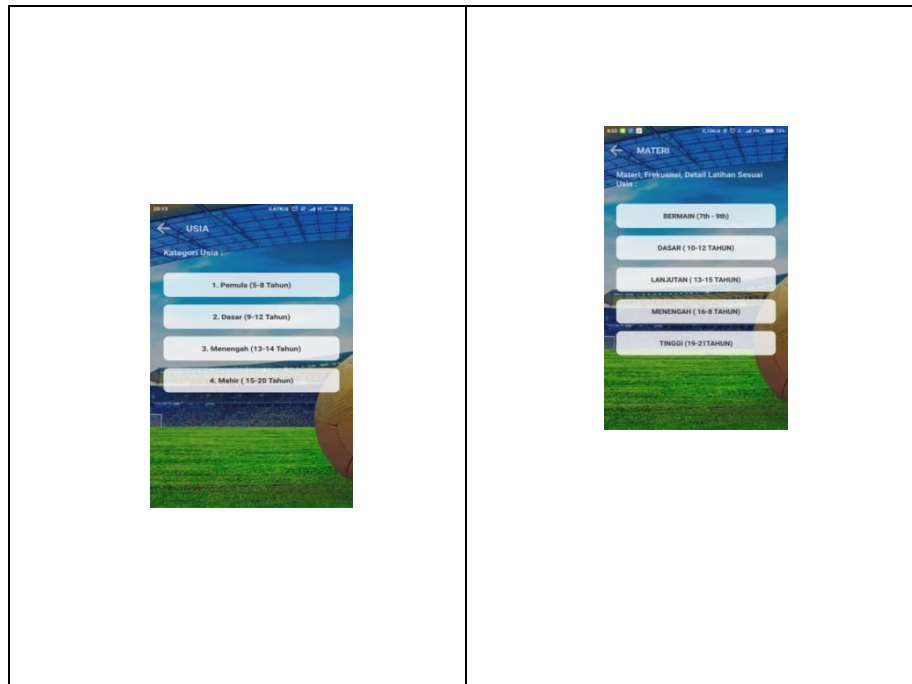 20:13
USIA
Kategori Usia :
1. Pemula (5-8 Tahun)
2. Dasar (9-12 Tahun)
3. Menengah (13-14 Tahun)
4. Mahir ( 15-20 Tahun)
MATERI
Materi, Frekuensi, Detail Latihan Sesuai
Usia :
BERMAIN (7th - 9th)
DASAR ( 10-12 TAHUN)
LANJUTAN ( 13-15 TAHUN)
MENENGAH ( 16-8 TAHUN)
TINGGI (19-21TAHUN)